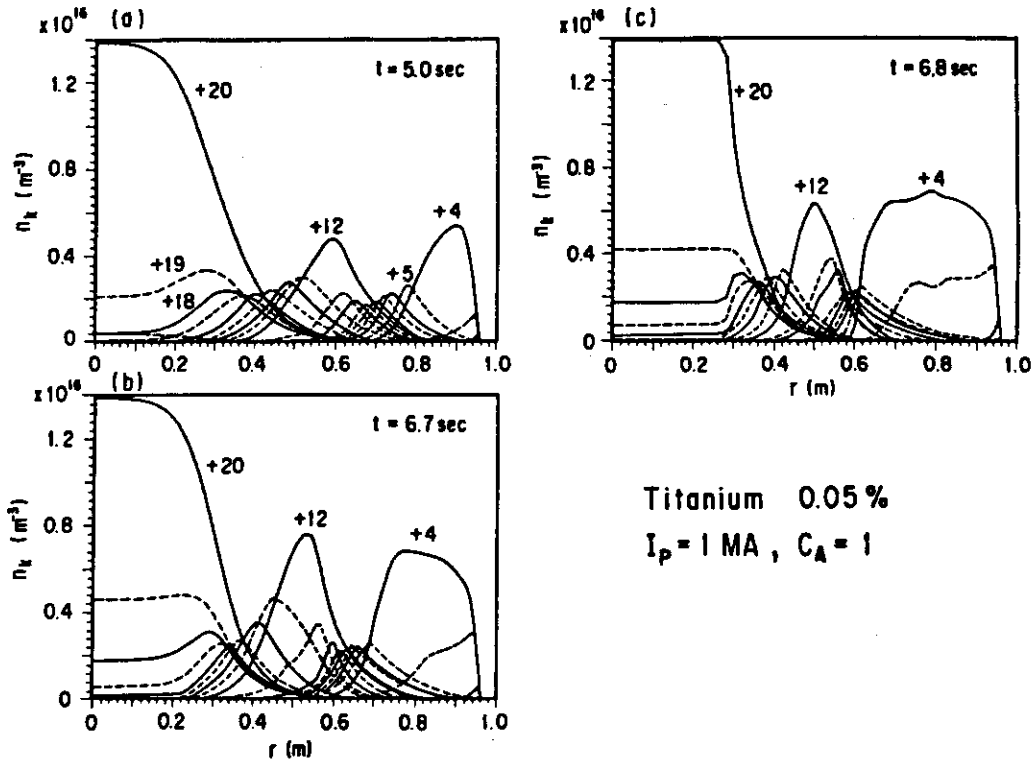 x10¹⁶ (a)
t = 5.0 sec
1.2
0.8
0.4
0
n_k (m⁻³)
+20
+19
+18
+12
+5
+4
0 0.2 0.4 0.6 0.8 1.0
x10¹⁶ (b)
t = 6.7 sec
1.2
0.8
0.4
0
n_k (m⁻³)
+20
+12
+4
0 0.2 0.4 0.6 0.8 1.0
r (m)
x10¹⁶ (c)
t = 6.8 sec
1.2
0.8
0.4
0
n_k (m⁻³)
+20
+12
+4
0 0.2 0.4 0.6 0.8 1.0
r (m)
Titanium 0.05%
I_P = 1 MA , C_A = 1